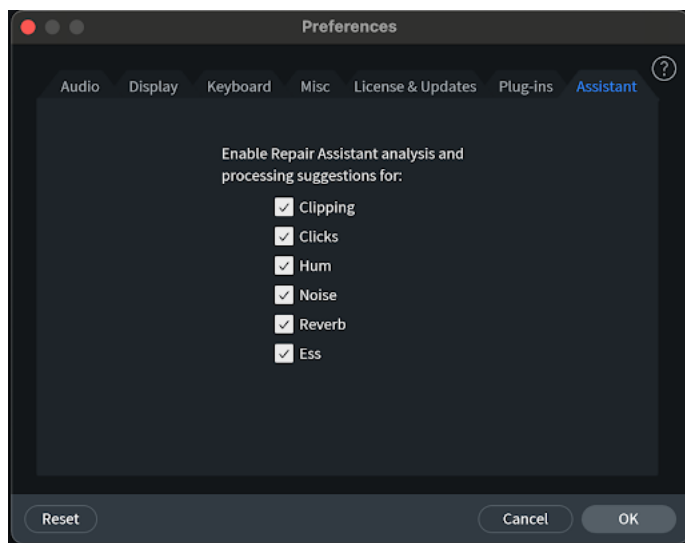 Preferences
?
Audio Display Keyboard Misc License & Updates Plug-ins Assistant
Enable Repair Assistant analysis and
processing suggestions for:
Clipping
Clicks
Hum
Noise
Reverb
Ess
Reset Cancel OK